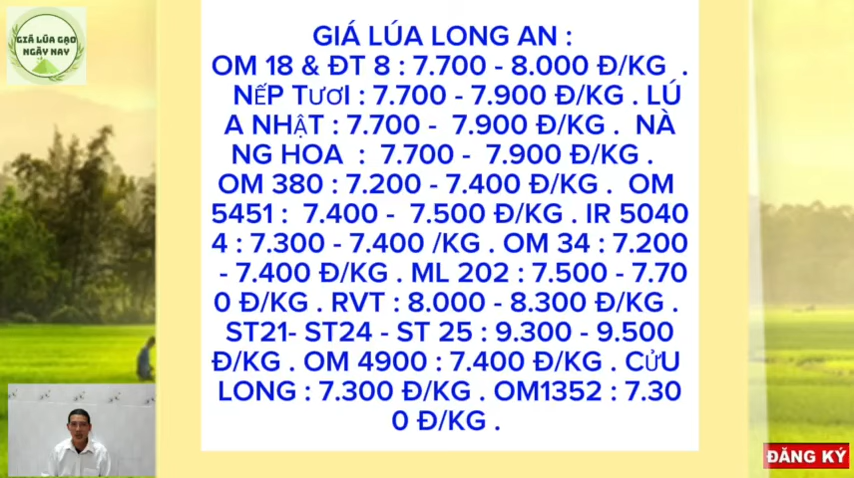 GIÁ LÚA GẠO
NGÀY NAY
GIÁ LÚA LONG AN :
OM 18 & ĐT 8 : 7.700 - 8.000 Đ/KG .
NẾP TƯƠI : 7.700 - 7.900 Đ/KG . LÚ
A NHẬT : 7.700 - 7.900 Đ/KG . NÀ
NG HOA : 7.700 - 7.900 Đ/KG .
OM 380 : 7.200 - 7.400 Đ/KG . OM
5451 : 7.400 - 7.500 Đ/KG . IR 5040
4 : 7.300 - 7.400 /KG . OM 34 : 7.200
- 7.400 Đ/KG . ML 202 : 7.500 - 7.70
0 Đ/KG . RVT : 8.000 - 8.300 Đ/KG .
ST21- ST24 - ST 25 : 9.300 - 9.500
Đ/KG . OM 4900 : 7.400 Đ/KG . CỬU
LONG : 7.300 Đ/KG . OM1352 : 7.30
0 Đ/KG .
ĐĂNG KÝ